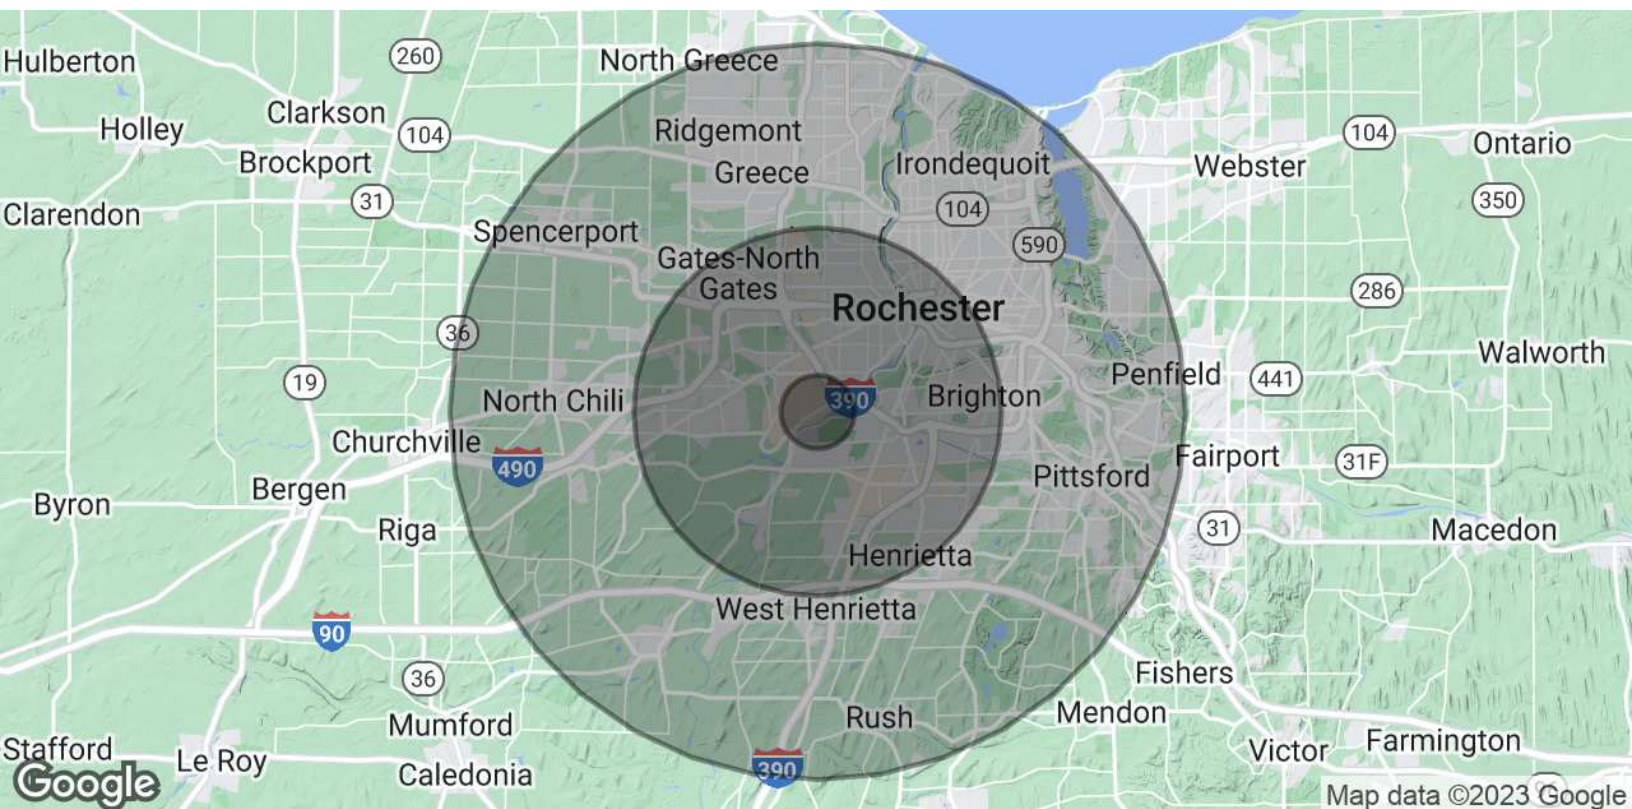 North Greece
260
Hulberton
Clarkson
104
Holley
Ridgemont
104
Ontario
Brockport
Greece
Irondequoit
Webster
31
350
104
Clarendon
Spencerport
590
Gates-North
Gates
286
Rochester
36
Walworth
Penfield
441
19
390
Brighton
North Chili
Churchville
Fairport
31F
490
Pittsford
Bergen
Byron
Riga
31
Macedon
Henrietta
West Henrietta
90
Fishers
36
Rush
Mendon
Mumford
Farmington
Stafford
Le Roy
Victor
390
Caledonia
Google
Map data ©2023 Google